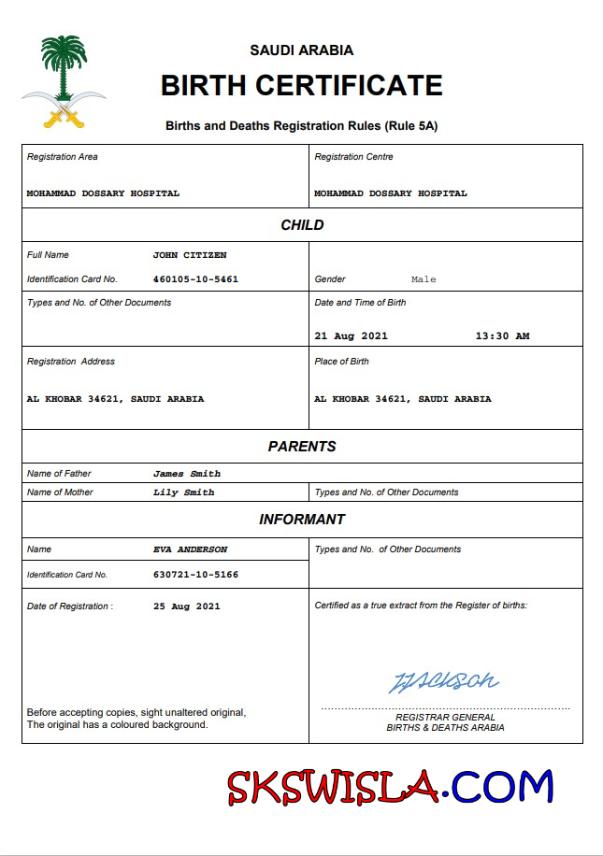 SAUDI ARABIA
BIRTH CERTIFICATE
Births and Deaths Registration Rules (Rule 5A)
Registration Area
MOHAMMAD DOSSARY HOSPITAL
Registration Centre
MOHAMMAD DOSSARY HOSPITAL
CHILD
Full Name JOHN CITIZEN
Identification Card No. 460105-10-5461
Gender Male
Types and No. of Other Documents
Date and Time of Birth
21 Aug 2021 13:30 AM
Registration Address
AL KHOBAR 34621, SAUDI ARABIA
Place of Birth
AL KHOBAR 34621, SAUDI ARABIA
PARENTS
Name of Father James Smith
Name of Mother Lily Smith
Types and No. of Other Documents
INFORMANT
Name EVA ANDERSON
Identification Card No. 630721-10-5166
Types and No. of Other Documents
Date of Registration : 25 Aug 2021
Before accepting copies, sight unaltered original,
The original has a coloured background.
Certified as a true extract from the Register of births:
JJACKSON
REGISTRAR GENERAL
BIRTHS & DEATHS ARABIA
SKSWISLA.COM